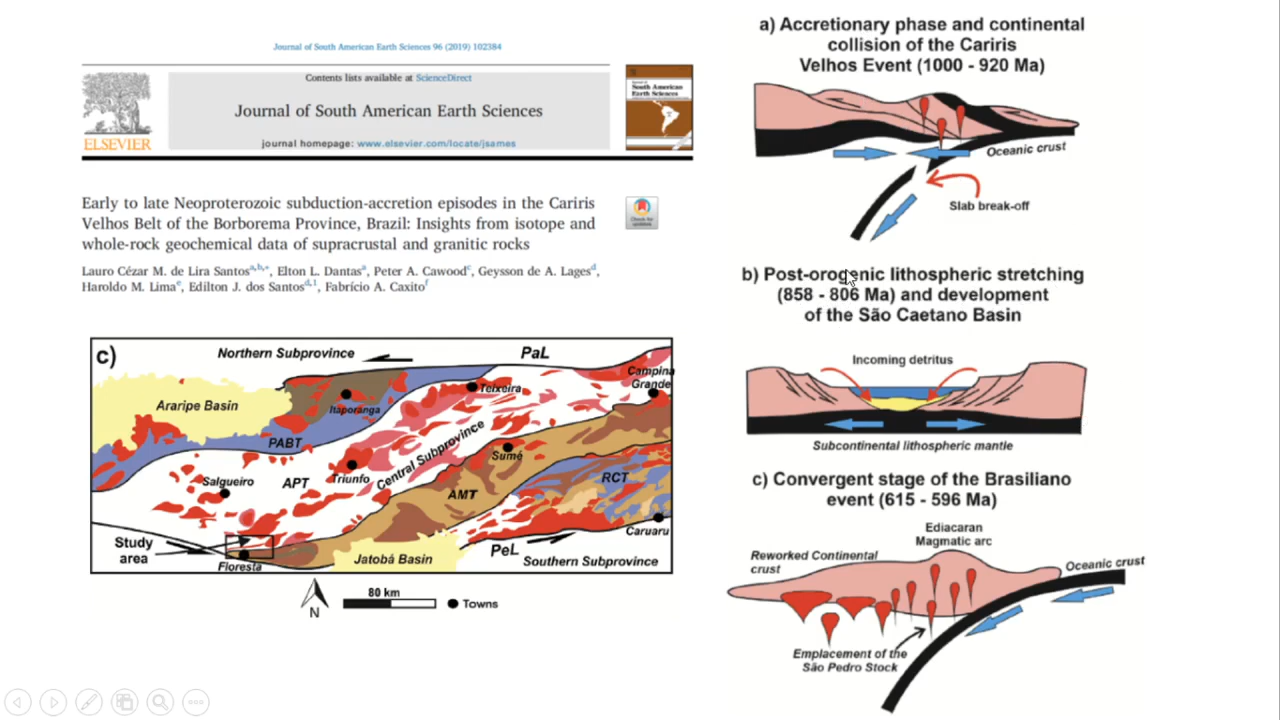 Journal of South American Earth Sciences 96 (2019) 102384
Contents lists available at ScienceDirect
Journal of South American Earth Sciences
journal homepage: www.elsevier.com/locate/jsames
ELSEVIER
South American
Earth Sciences
Check for
updates
Early to late Neoproterozoic subduction-accretion episodes in the Cariris
Velhos Belt of the Borborema Province, Brazil: Insights from isotope and
whole-rock geochemical data of supracrustal and granitic rocks
Lauro Cézar M. de Lira Santos a,b,*, Elton L. Dantas a, Peter A. Cawood c, Geysson de A. Lages d,
Haroldo M. Lima e, Edilton J. dos Santos d,1, Fabrício A. Caxito f
c)
Northern Subprovince
PaL
Campina
Grande
Araripe Basin
Teixeira
Itaporanga
PABT
Central Subprovince
Sumé
Salgueiro
APT
Triunfo
AMT
RCT
Caruaru
Study
area
Floresta
Jatobá Basin
PeL
Southern Subprovince
N
80 km
Towns
a) Accretionary phase and continental
collision of the Cariris
Velhos Event (1000 - 920 Ma)
Oceanic crust
Slab break-off
b) Post-orogenic lithospheric stretching
(858 - 806 Ma) and development
of the São Caetano Basin
Incoming detritus
Subcontinental lithospheric mantle
c) Convergent stage of the Brasiliano
event (615 - 596 Ma)
Ediacaran
Magmatic arc
Reworked Continental
crust
Oceanic crust
Emplacement of the
São Pedro Stock